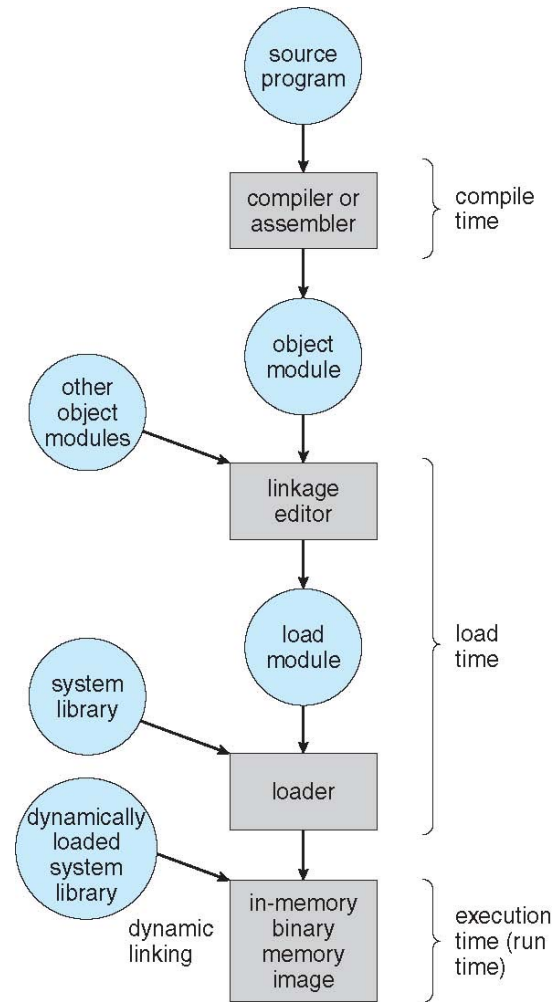 source
program
compiler or
assembler
compile
time
object
module
other
object
modules
linkage
editor
load
module
load
time
system
library
loader
dynamically
loaded
system
library
dynamic
linking
in-memory
binary
memory
image
execution
time (run
time)